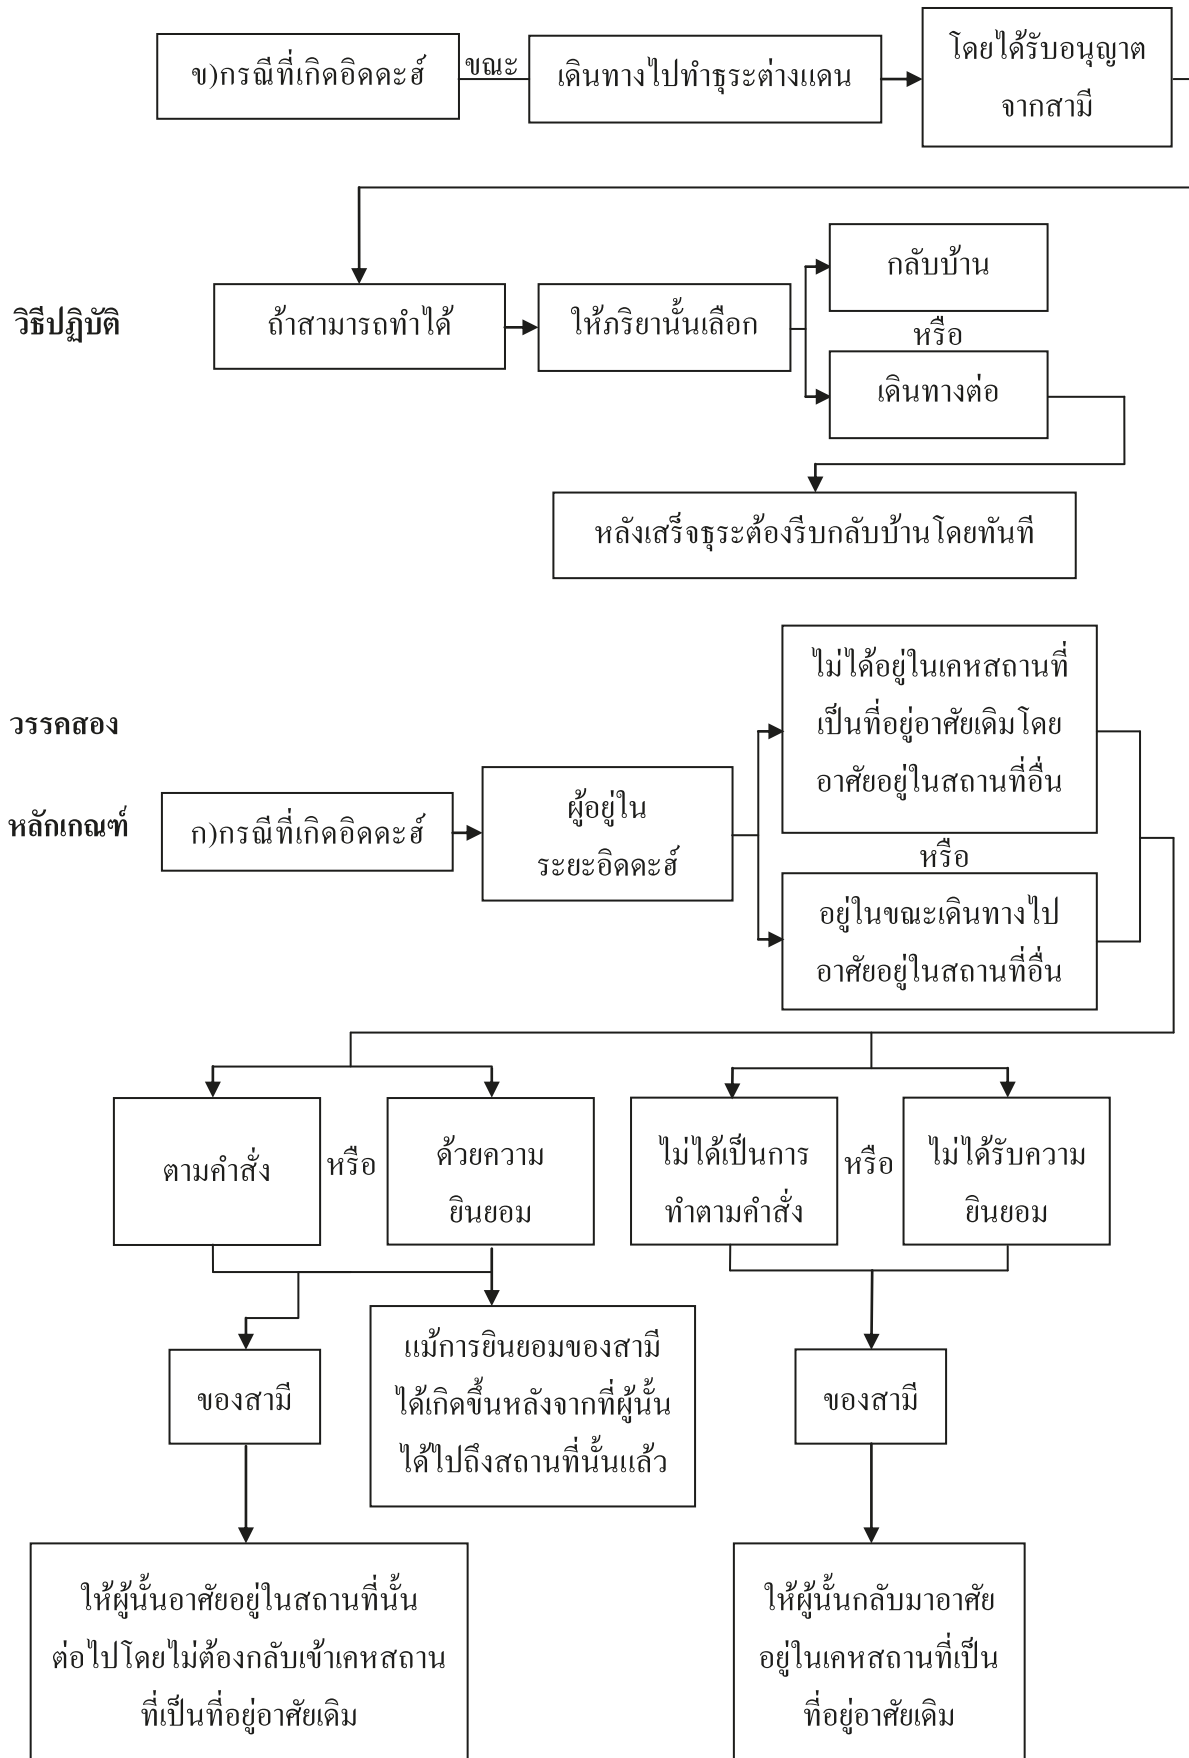 ข)กรณีที่เกิดอิดดะฮ์
ขณะ
เดินทางไปทำธุระต่างแดน
โดยได้รับอนุญาต
จากสามี
วิธีปฏิบัติ
ถ้าสามารถทำได้
ให้ภริยานั้นเลือก
กลับบ้าน
หรือ
เดินทางต่อ
หลังเสร็จธุระต้องรีบกลับบ้านโดยทันที
วรรคสอง
หลักเกณฑ์
ก)กรณีที่เกิดอิดดะฮ์
ผู้อยู่ใน
ระยะอิดดะฮ์
ไม่ได้อยู่ในเคหสถานที่
เป็นที่อยู่อาศัยเดิมโดย
อาศัยอยู่ในสถานที่อื่น
หรือ
อยู่ในขณะเดินทางไป
อาศัยอยู่ในสถานที่อื่น
ตามคำสั่ง
หรือ
ด้วยความ
ยินยอม
ไม่ได้เป็นการ
ทำตามคำสั่ง
หรือ
ไม่ได้รับความ
ยินยอม
ของสามี
แม้การยินยอมของสามี
ได้เกิดขึ้นหลังจากที่ผู้นั้น
ได้ไปถึงสถานที่นั้นแล้ว
ของสามี
ให้ผู้นั้นอาศัยอยู่ในสถานที่นั้น
ต่อไปโดยไม่ต้องกลับเข้าเคหสถาน
ที่เป็นที่อยู่อาศัยเดิม
ให้ผู้นั้นกลับมาอาศัย
อยู่ในเคหสถานที่เป็น
ที่อยู่อาศัยเดิม